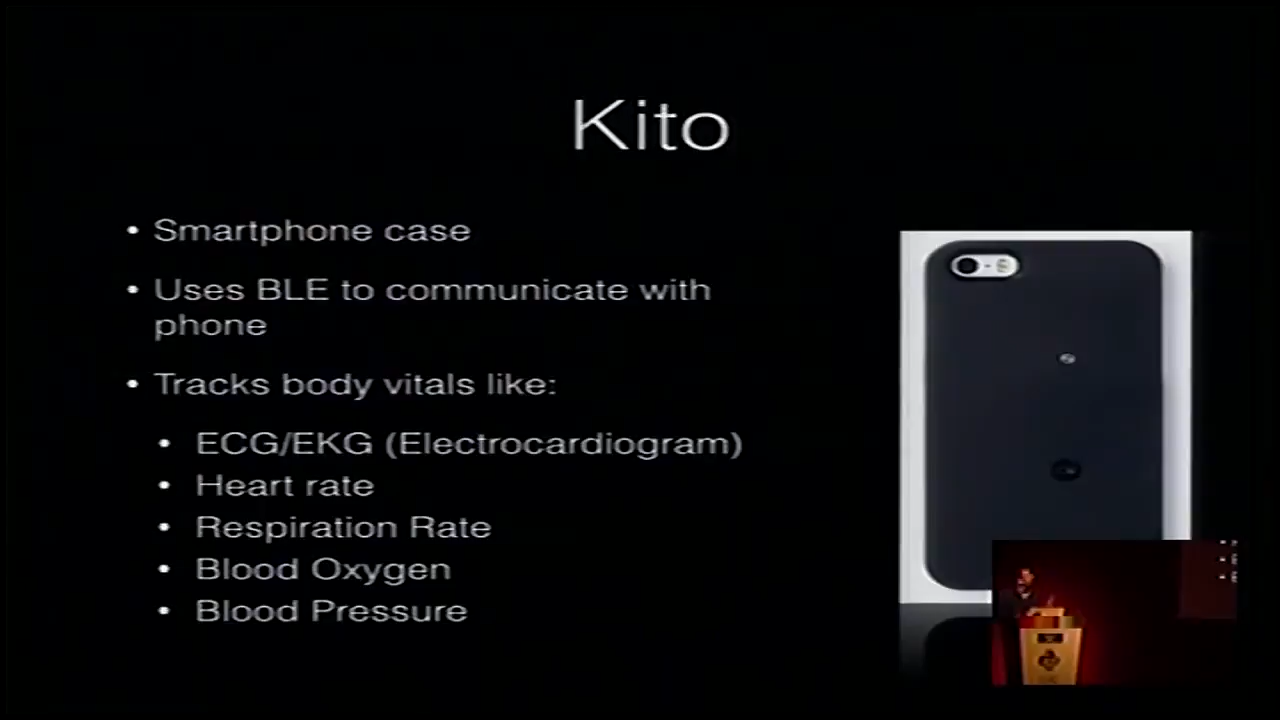 Kito
• Smartphone case
• Uses BLE to communicate with
phone
• Tracks body vitals like:
• ECG/EKG (Electrocardiogram)
• Heart rate
• Respiration Rate
• Blood Oxygen
• Blood Pressure